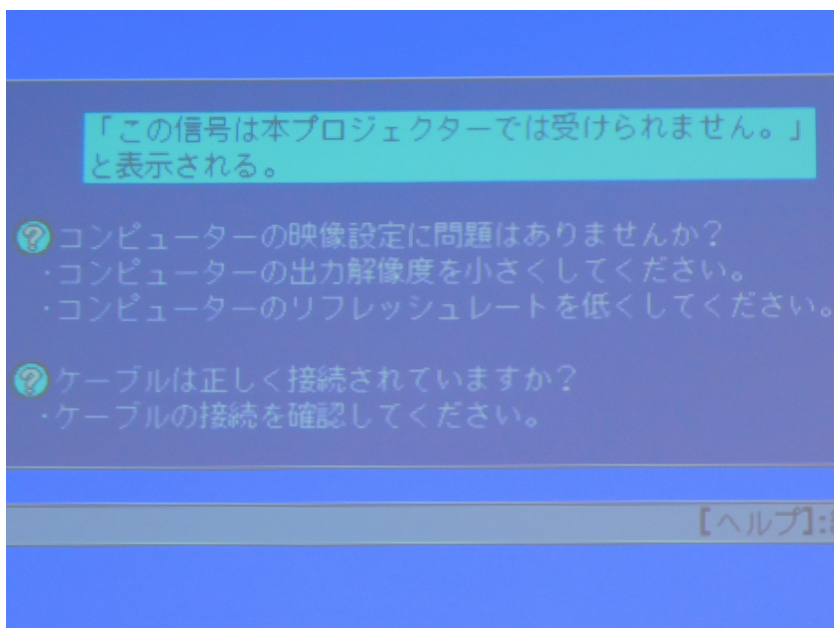 「この信号は本プロジェクターでは受けられません。」
と表示される。
?コンピューターの映像設定に問題はありませんか?
・コンピューターの出力解像度を小さくしてください。
・コンピューターのリフレッシュレートを低くしてください。
?ケーブルは正しく接続されていますか?
・ケーブルの接続を確認してください。
[ヘルプ]: